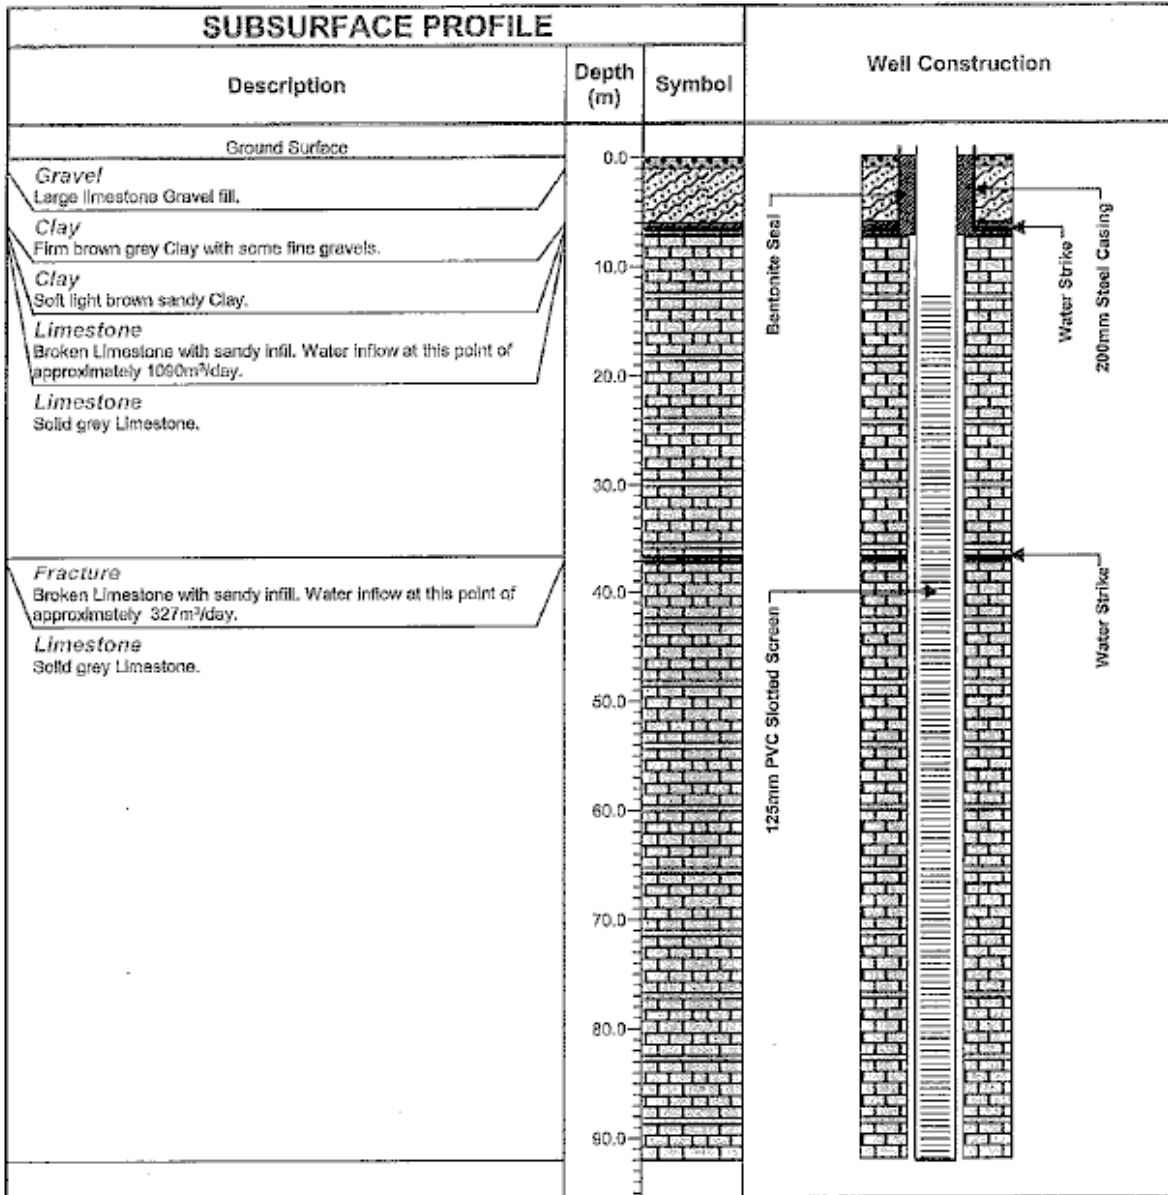 SUBSURFACE PROFILE
Description
Depth
(m)
Symbol
Well Construction
Ground Surface
Gravel
Large limestone Gravel fill.
Clay
Firm brown grey Clay with some fine gravels.
Clay
Soft light brown sandy Clay.
Limestone
Broken Limestone with sandy infil. Water inflow at this point of
approximately 1090m³/day.
Limestone
Solid grey Limestone.
Fracture
Broken Limestone with sandy infill. Water inflow at this point of
approximately 327m³/day.
Limestone
Solid grey Limestone.
0.0
10.0
20.0
30.0
40.0
50.0
60.0
70.0
80.0
90.0
Bentonite Seal
125mm PVC Slotted Screen
Water Strike
200mm Steel Casing
Water Strike